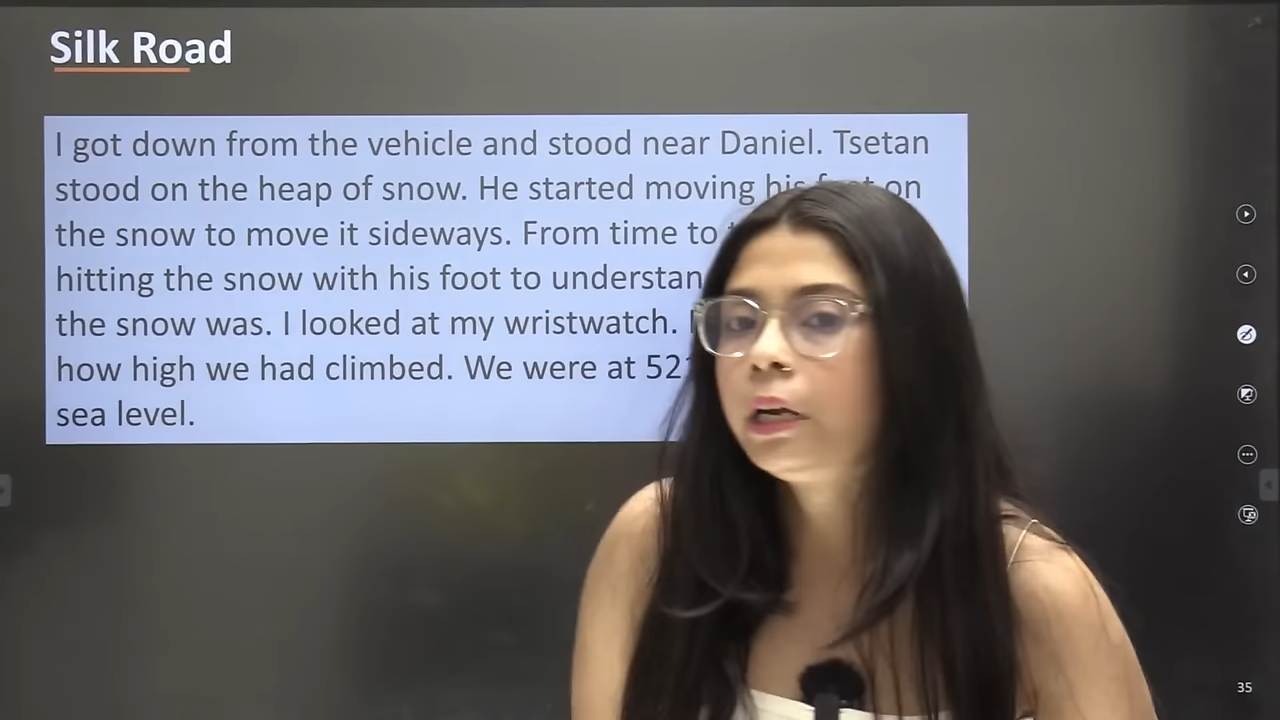 Silk Road
I got down from the vehicle and stood near Daniel. Tsetan
stood on the heap of snow. He started moving his foot on
the snow to move it sideways. From time to
hitting the snow with his foot to
the snow was. I looked at my wristwatch.
how high we had climbed. We were at
sea level.
35